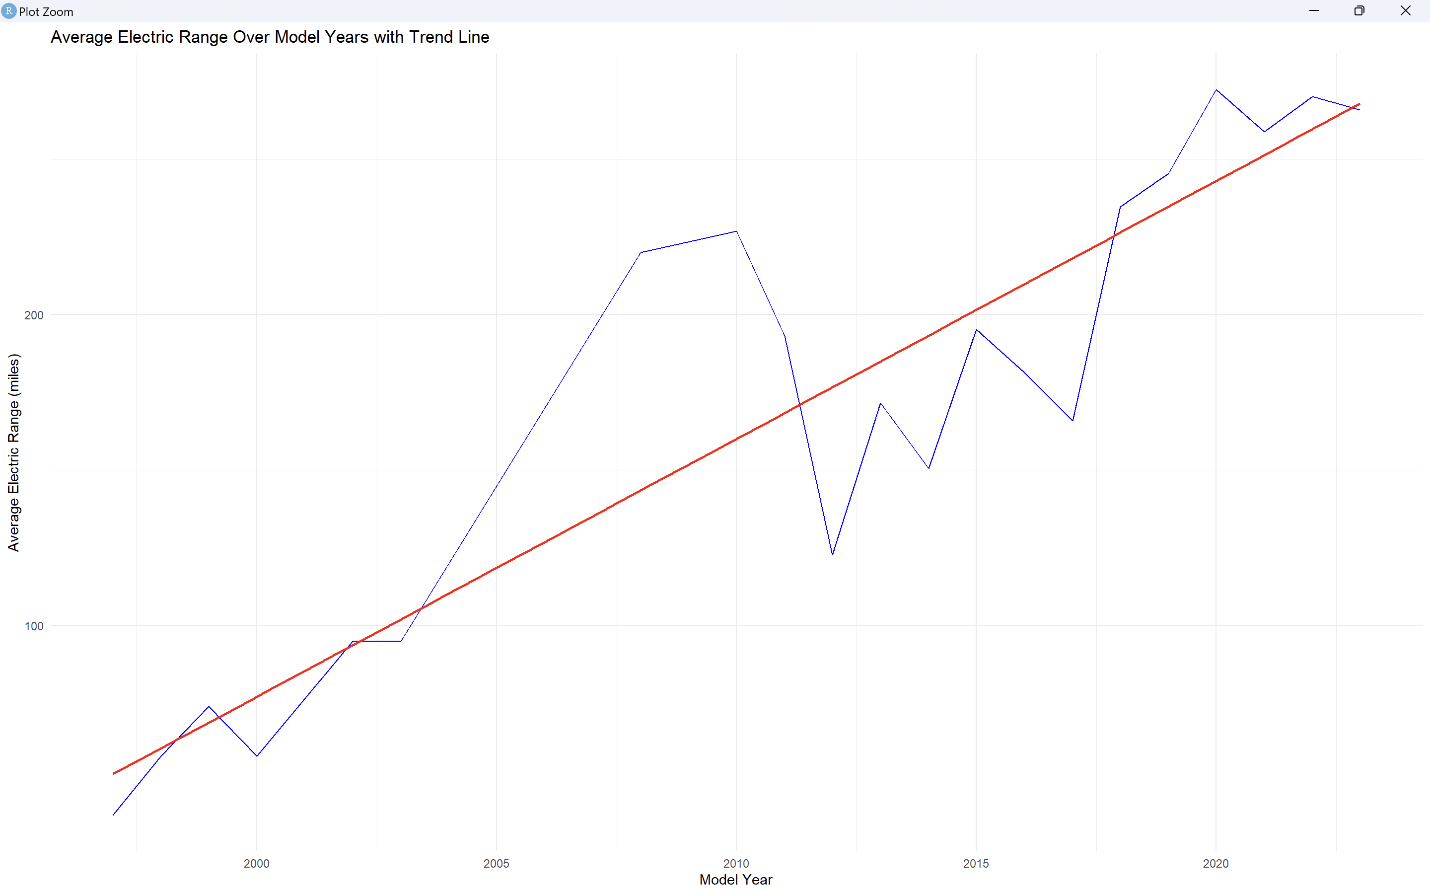 R Plot Zoom
Average Electric Range Over Model Years with Trend Line
200
100
Average Electric Range (miles)
2000 2005 2010 2015 2020
Model Year